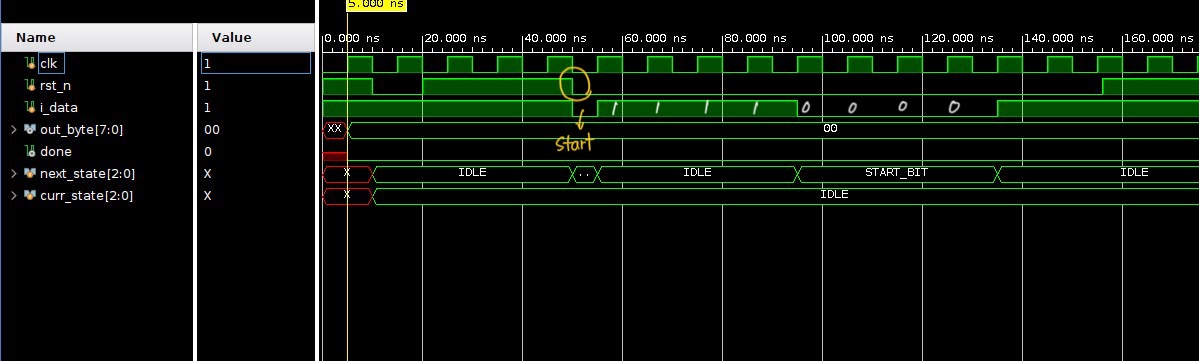 5.000 ns
Name Value
0.000 ns 20.000 ns 40.000 ns 60.000 ns 80.000 ns 100.000 ns 120.000 ns 140.000 ns 160.000 ns
clk 1
rst_n 1
i_data 1 1 1 1 1 0 0 0 0
out_byte[7:0] 00 XX 00
Start
done 0
next_state[2:0] X X IDLE .. IDLE START_BIT IDLE
curr_state[2:0] X X IDLE